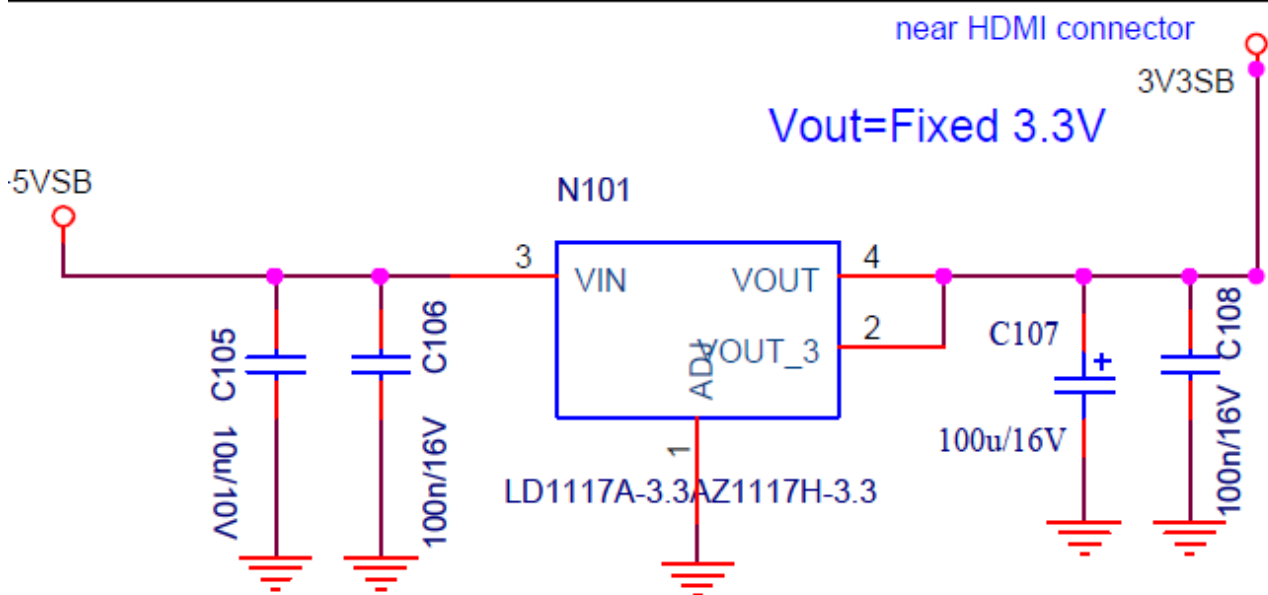 near HDMI connector
3V3SB
Vout=Fixed 3.3V
5VSB
N101
3
VIN
VOUT
4
VOUT_3
2
ADJ
1
C105
10u/10V
C106
100n/16V
LD1117A-3.3AZ1117H-3.3
C107
+
100u/16V
C108
100n/16V